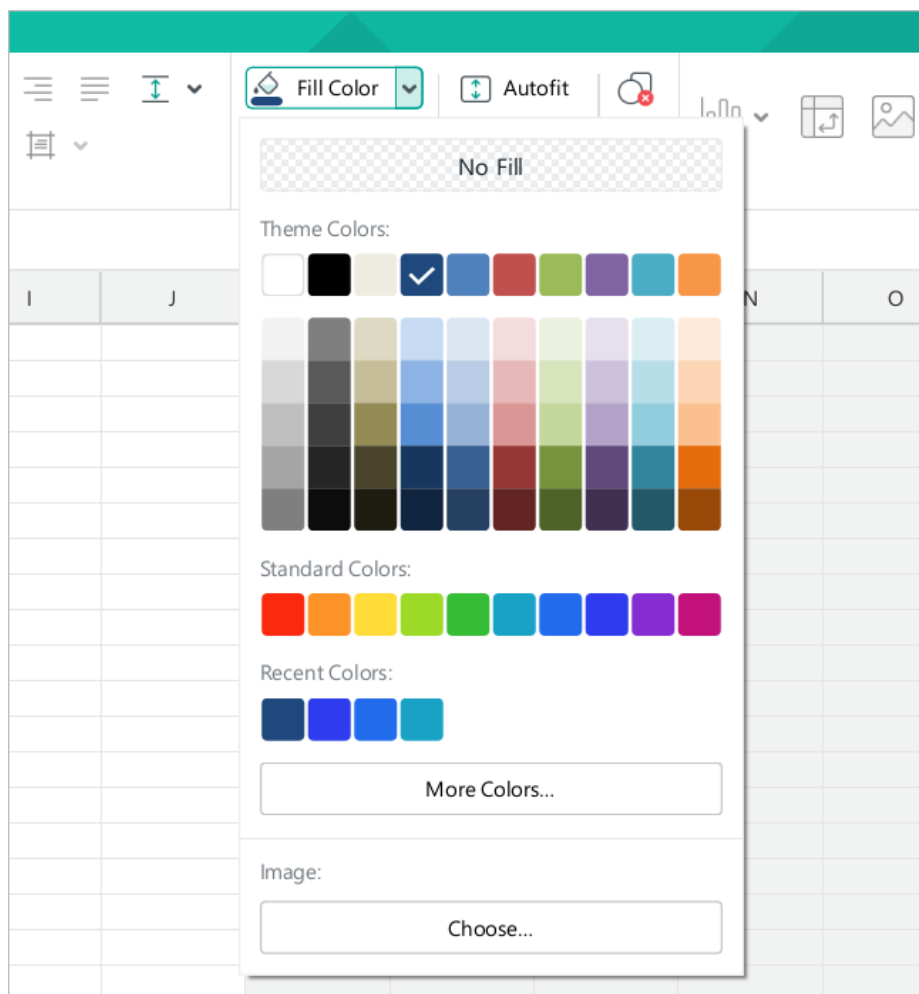 Fill Color
Autofit
No Fill
Theme Colors:
I J N O
Standard Colors:
Recent Colors:
More Colors...
Image:
Choose...